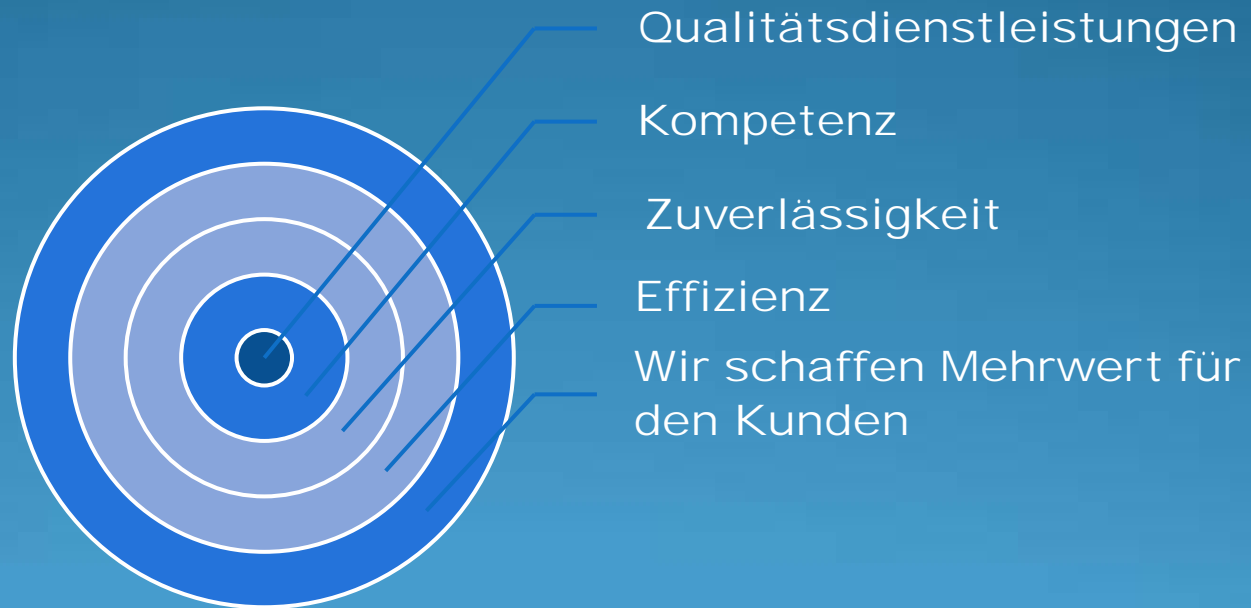 Qualitätsdienstleistungen
Kompetenz
Zuverlässigkeit
Effizienz
Wir schaffen Mehrwert für
den Kunden